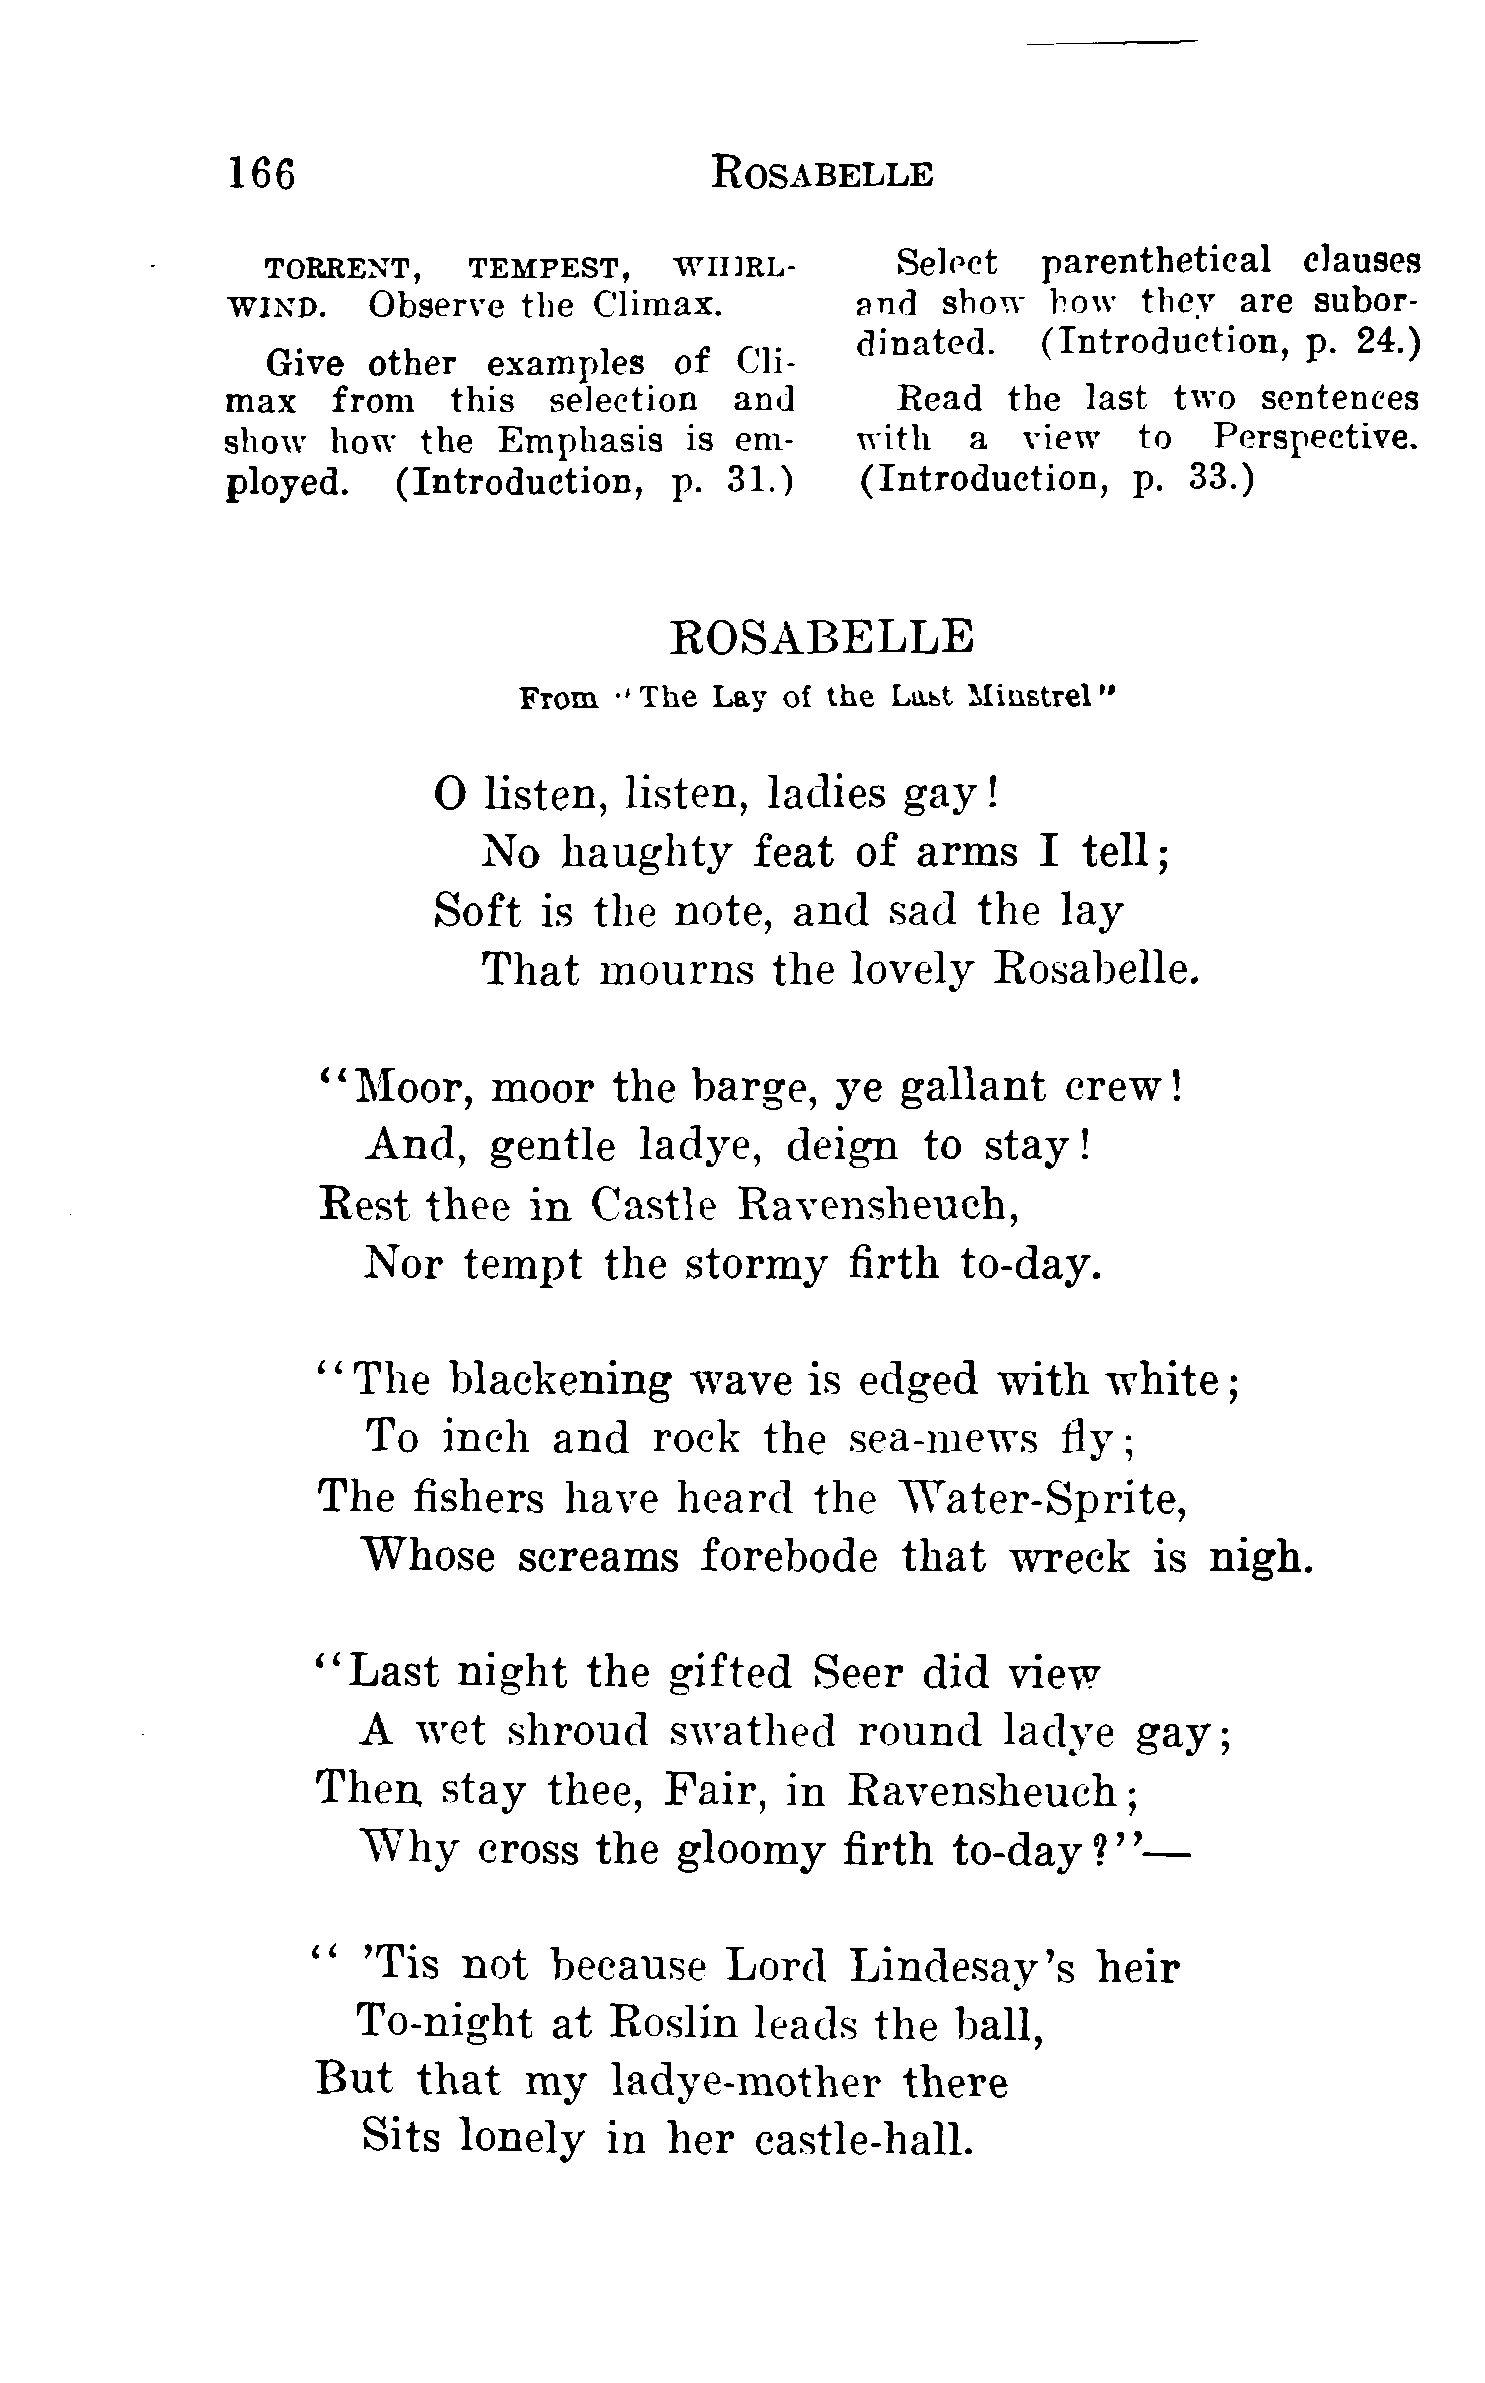 166 ROSABELLE
TORRENT, TEMPEST, WHIRL-
WIND. Observe the Climax.
Give other examples of Cli-
max from this selection and
show how the Emphasis is em-
ployed. (Introduction, p. 31.)
Select parenthetical clauses
and show how they are subor-
dinated. (Introduction, p. 24.)
Read the last two sentences
with a view to Perspective.
(Introduction, p. 33.)
ROSABELLE
From "The Lay of the Last Minstrel"
O listen, listen, ladies gay!
No haughty feat of arms I tell;
Soft is the note, and sad the lay
That mourns the lovely Rosabelle.
"Moor, moor the barge, ye gallant crew!
And, gentle ladye, deign to stay!
Rest thee in Castle Ravensheuch,
Nor tempt the stormy firth to-day.
"The blackening wave is edged with white;
To inch and rock the sea-mews fly;
The fishers have heard the Water-Sprite,
Whose screams forebode that wreck is nigh.
"Last night the gifted Seer did view
A wet shroud swathed round ladye gay;
Then stay thee, Fair, in Ravensheuch;
Why cross the gloomy firth to-day?"—
" 'Tis not because Lord Lindesay's heir
To-night at Roslin leads the ball,
But that my ladye-mother there
Sits lonely in her castle-hall.